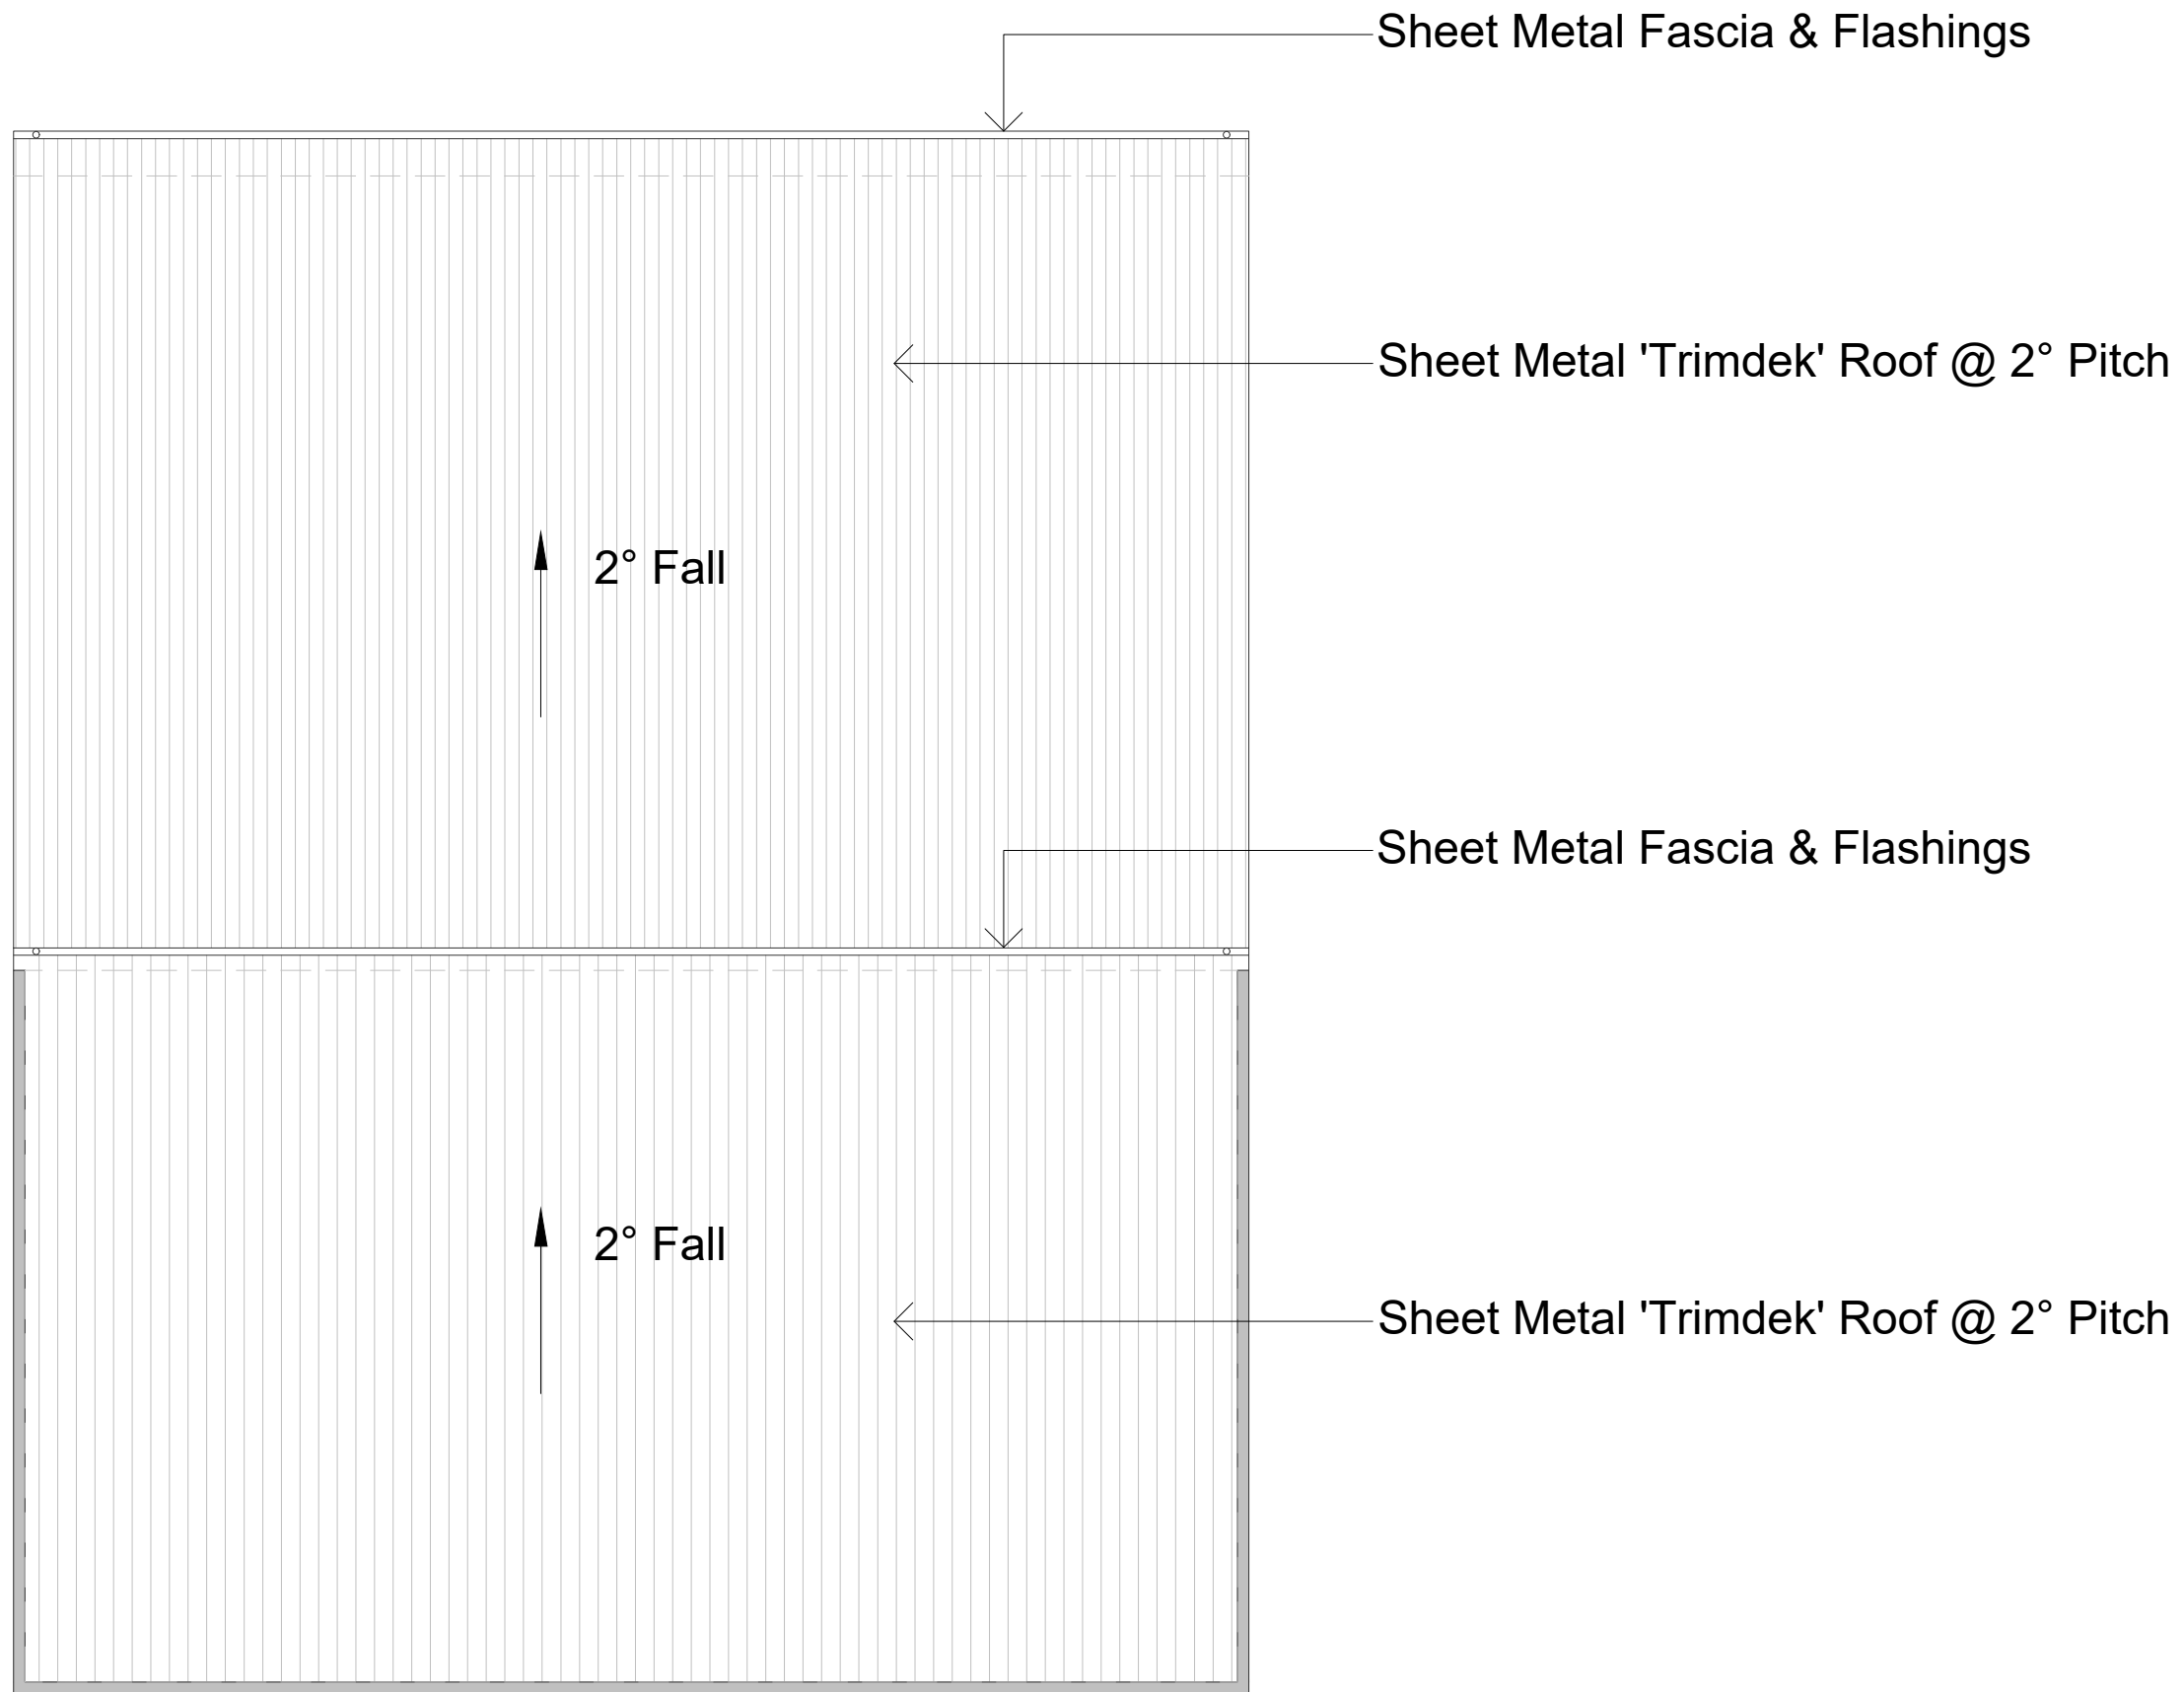 Sheet Metal Fascia & Flashings
Sheet Metal 'Trimdek' Roof @ 2° Pitch
2° Fall
Sheet Metal Fascia & Flashings
2° Fall
Sheet Metal 'Trimdek' Roof @ 2° Pitch